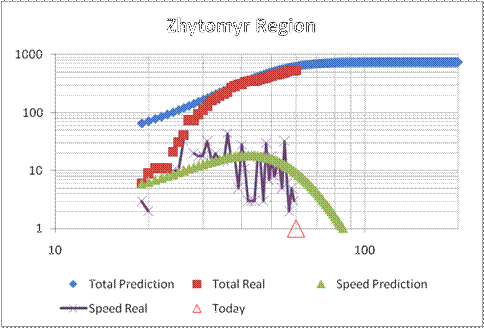 Zhytomyr Region
1000
100
10
1
10 100
Total Prediction Total Real Speed Prediction
Speed Real Today